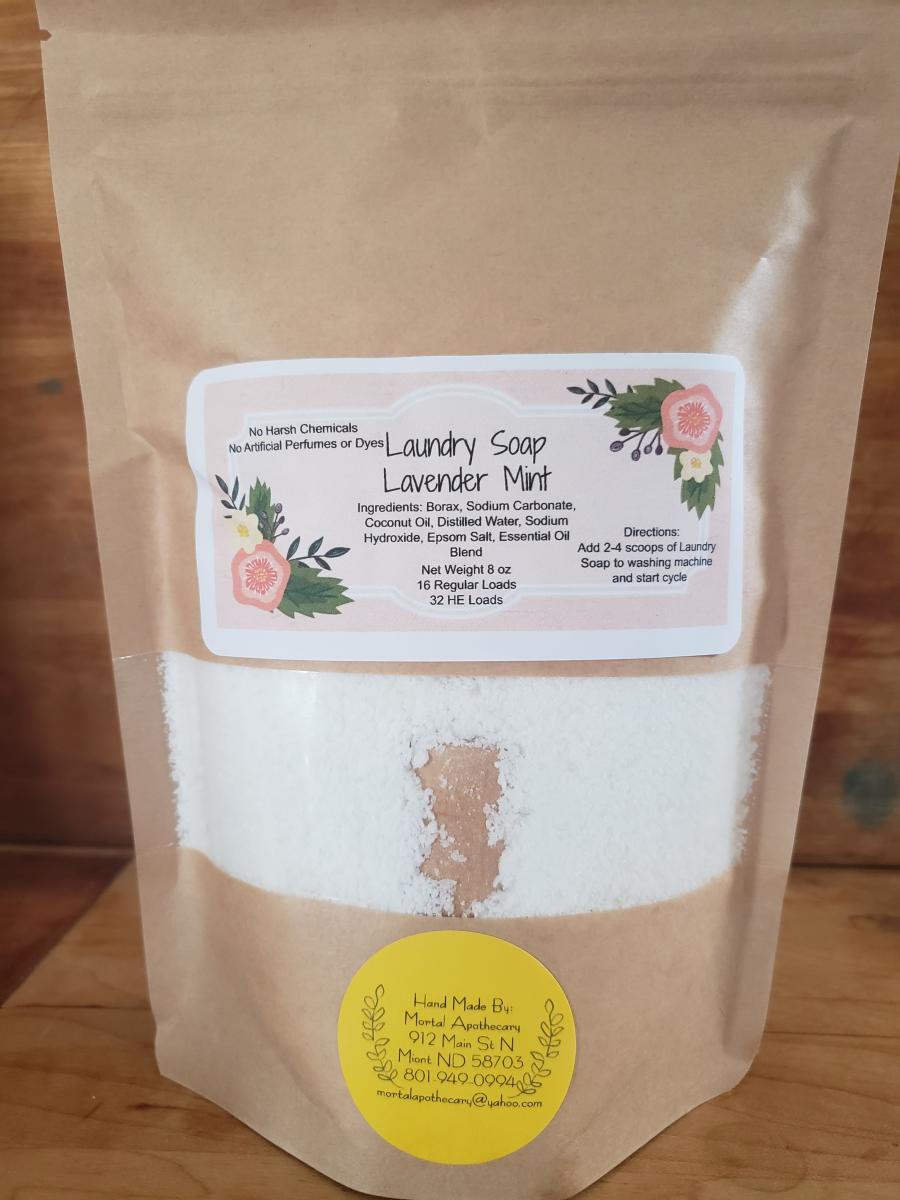 No Harsh Chemicals
No Artificial Perfumes or Dyes
Laundry Soap
Lavender Mint
Ingredients: Borax, Sodium Carbonate,
Coconut Oil, Distilled Water, Sodium
Hydroxide, Epsom Salt, Essential Oil
Blend
Net Weight 8 oz
16 Regular Loads
32 HE Loads
Directions:
Add 2-4 scoops of Laundry
Soap to washing machine
and start cycle
Hand Made By:
Mortal Apothecary
912 Main St N
Miont ND 58703
801-949-0994
mortalapothecary@yahoo.com